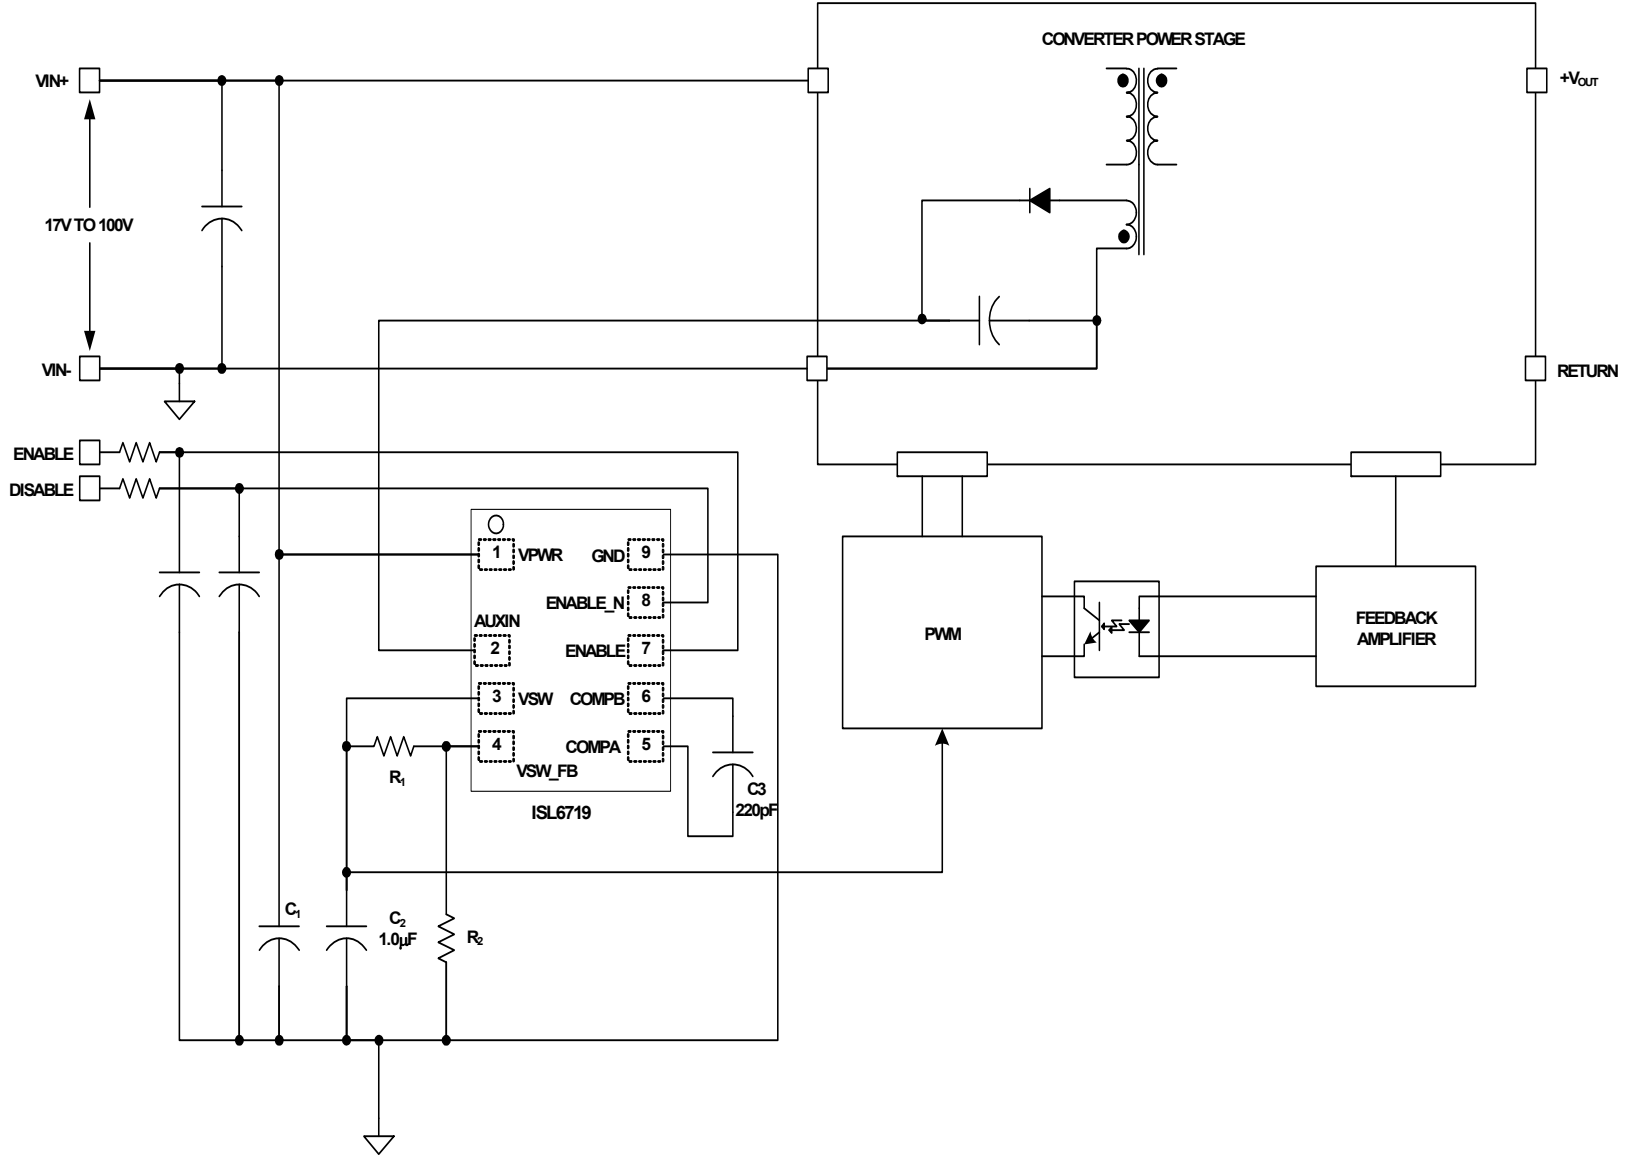 CONVERTER POWER STAGE
VIN+
+VOUT
17V TO 100V
VIN-
RETURN
ENABLE
DISABLE
1 VPWR
GND 9
ENABLE_N 8
AUXIN
2
ENABLE 7
3 VSW
COMPB 6
4
COMPA 5
VSW_FB
R1
C3
220pF
ISL6719
PWM
FEEDBACK
AMPLIFIER
C1
C2
1.0µF
R2